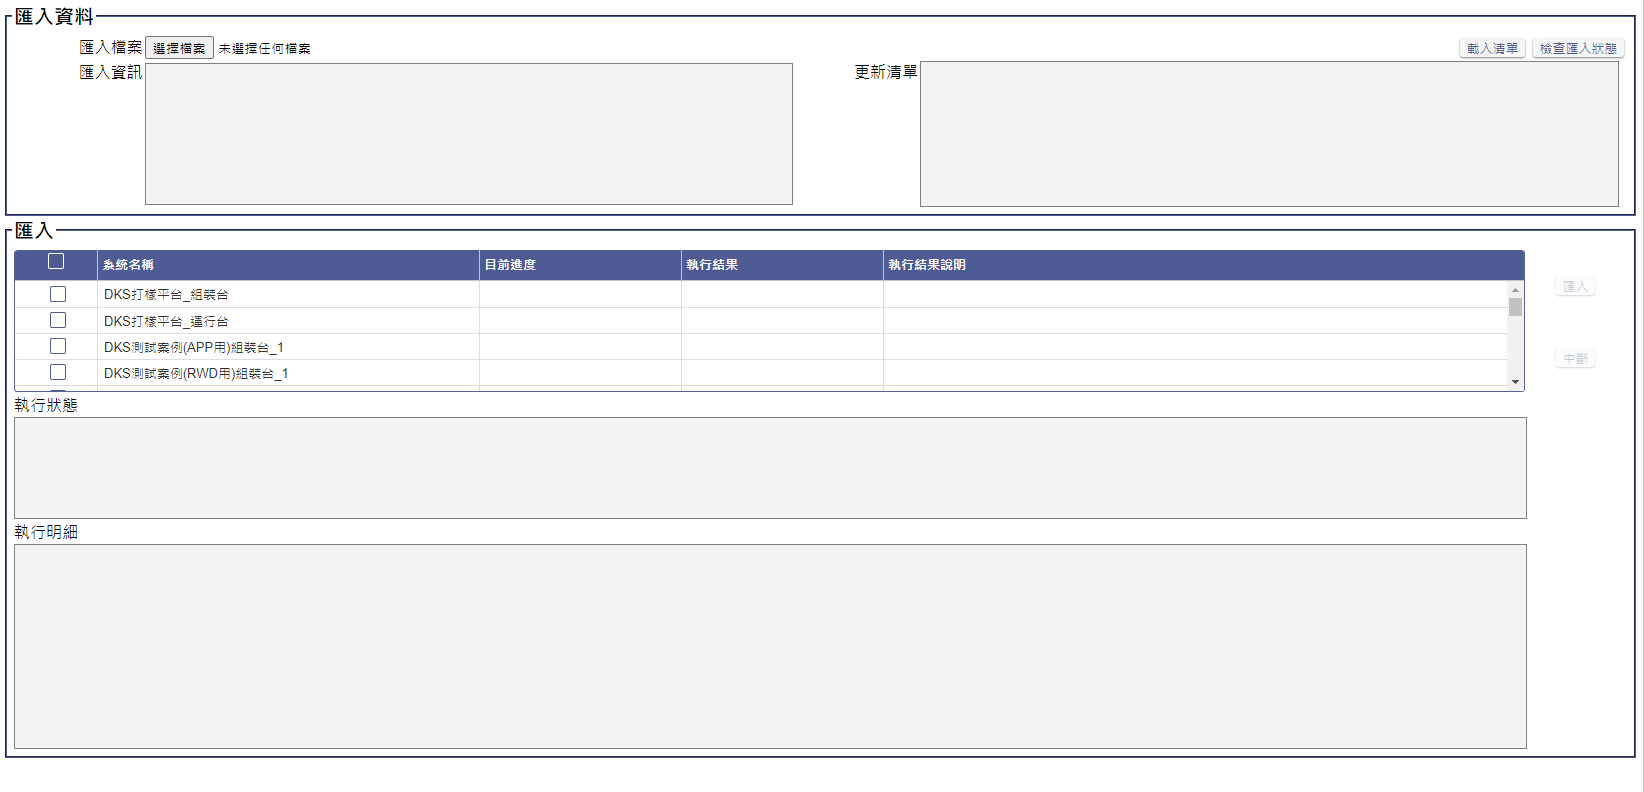 匯入資料
匯入檔案 選擇檔案 未選擇任何檔案 載入清單 檢查匯入狀態
匯入資訊 更新清單
匯入
系統名稱 目前進度 執行結果 執行結果說明
DKS打樣平台_組裝台
匯入
DKS打樣平台_運行台
DKS測試案例(APP用)組裝台_1
中斷
DKS測試案例(RWD用)組裝台_1
執行狀態
執行明細